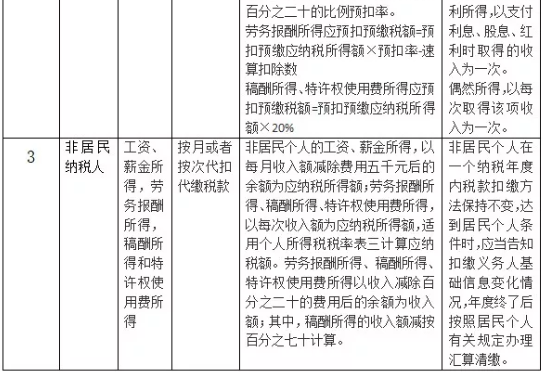 百分之二十的比例预扣率。
劳务报酬所应预扣预缴税额=预
扣预缴应纳税所得额×预扣率-速
算扣除数
稿酬所得、特许权使用费所得应预
扣预缴税额=预扣预缴应纳税所得
额×20%
利所得，以支付
利息、股息、红
利时取得的收
入为一次。
偶然所得，以每
次取得该项收
入为一次。
3
非居民
纳税人
工资、
薪金所
得，劳
务报酬
所得，
稿酬所
得和特
许权使
用费所
得
按月或者
按次代扣
代缴税款
非居民个人的工资、薪金所得，以
每月收入额减除费用五千元后的
余额为应纳税所得额；劳务报酬所
得、稿酬所得、特许权使用费所得，
以每次收入额为应纳税所得额，适
用个人所得税税率表三计算应纳
税额。劳务报酬所得、稿酬所得、
特许权使用费所得以收入减除百
分之二十的费用后的余额为收入
额；其中，稿酬所得的收入额减按
百分之七十计算。
非居民个人在
一个纳税年度
内税款扣缴方
法保持不变，达
到居民个人条
件时，应当告知
扣缴义务人基
础信息变化情
况，年度终了后
按照居民个人
有关规定办理
汇算清缴。